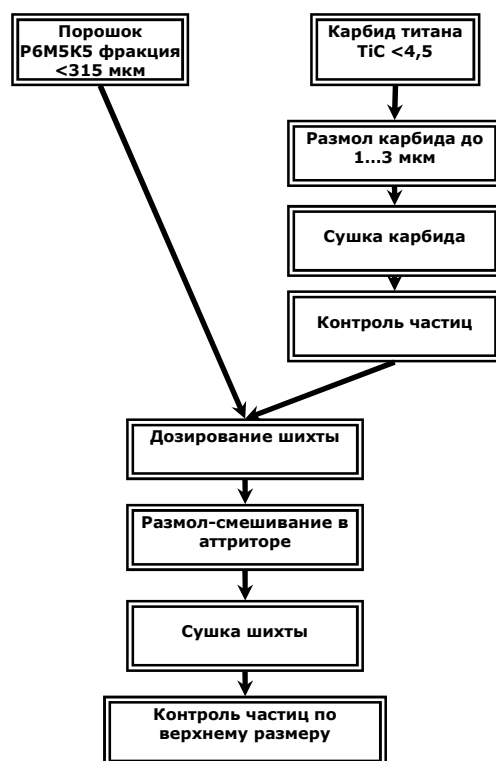 Порошок
Р6М5К5 фракция
<315 мкм
Карбид титана
TiC <4,5
Размол карбида до
1...3 мкм
Сушка карбида
Контроль частиц
Дозирование шихты
Размол-смешивание в
аттриторе
Сушка шихты
Контроль частиц по
верхнему размеру